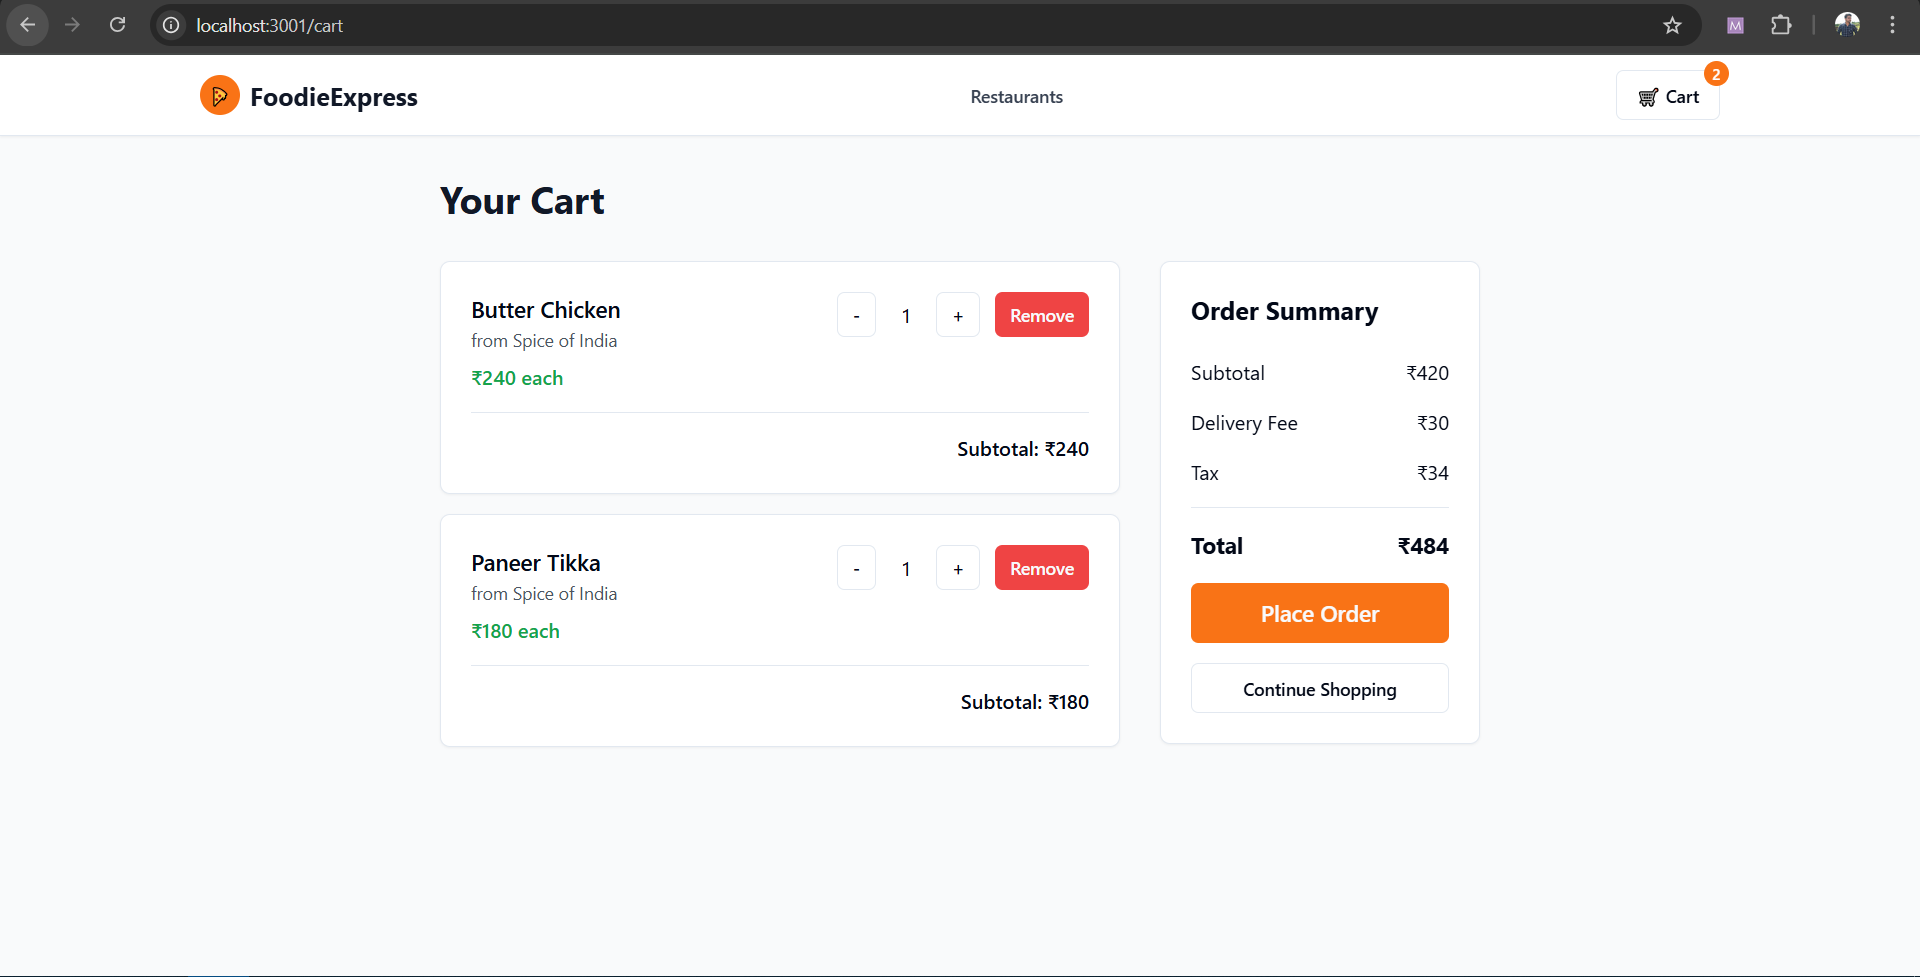 localhost:3001/cart
M
FoodieExpress
Restaurants
Cart
2
Your Cart
Butter Chicken
from Spice of India
₹240 each
- 1 + Remove
Subtotal: ₹240
Paneer Tikka
from Spice of India
₹180 each
- 1 + Remove
Subtotal: ₹180
Order Summary
Subtotal ₹420
Delivery Fee ₹30
Tax ₹34
Total ₹484
Place Order
Continue Shopping